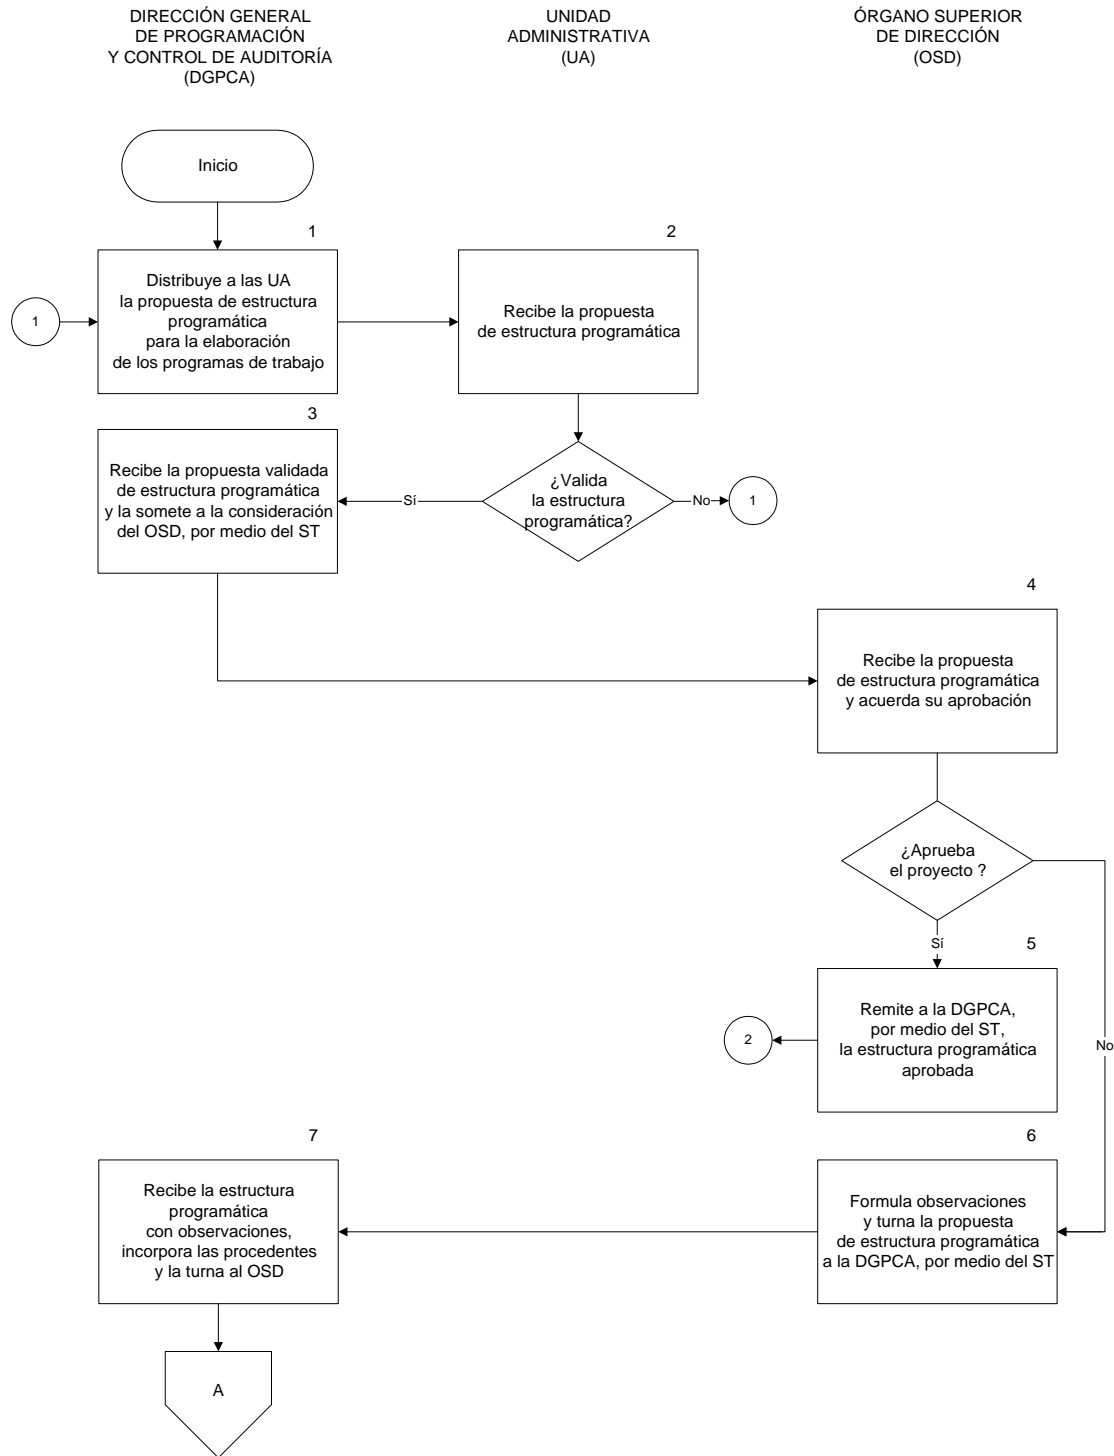 DIRECCIÓN GENERAL
DE PROGRAMACIÓN
Y CONTROL DE AUDITORÍA
(DGPCA)
UNIDAD
ADMINISTRATIVA
(UA)
ÓRGANO SUPERIOR
DE DIRECCIÓN
(OSD)
Inicio
1
1
Distribuye a las UA
la propuesta de estructura
programática
para la elaboración
de los programas de trabajo
2
Recibe la propuesta
de estructura programática
3
Recibe la propuesta validada
de estructura programática
y la somete a la consideración
del OSD, por medio del ST
Sí
¿Valida
la estructura
programática?
No
1
4
Recibe la propuesta
de estructura programática
y acuerda su aprobación
¿Aprueba
el proyecto ?
Sí
No
5
Remite a la DGPCA,
por medio del ST,
la estructura programática
aprobada
2
6
Formula observaciones
y turna la propuesta
de estructura programática
a la DGPCA, por medio del ST
7
Recibe la estructura
programática
con observaciones,
incorpora las procedentes
y la turna al OSD
A